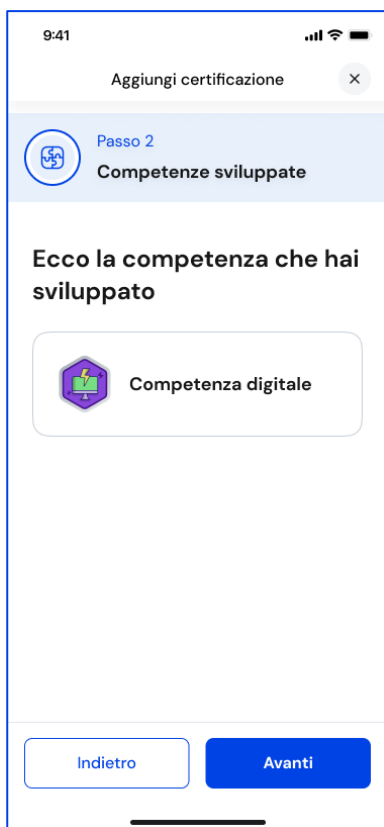 9:41
Aggiungi certificazione
Passo 2
Competenze sviluppate
Ecco la competenza che hai
sviluppato
Competenza digitale
Indietro
Avanti